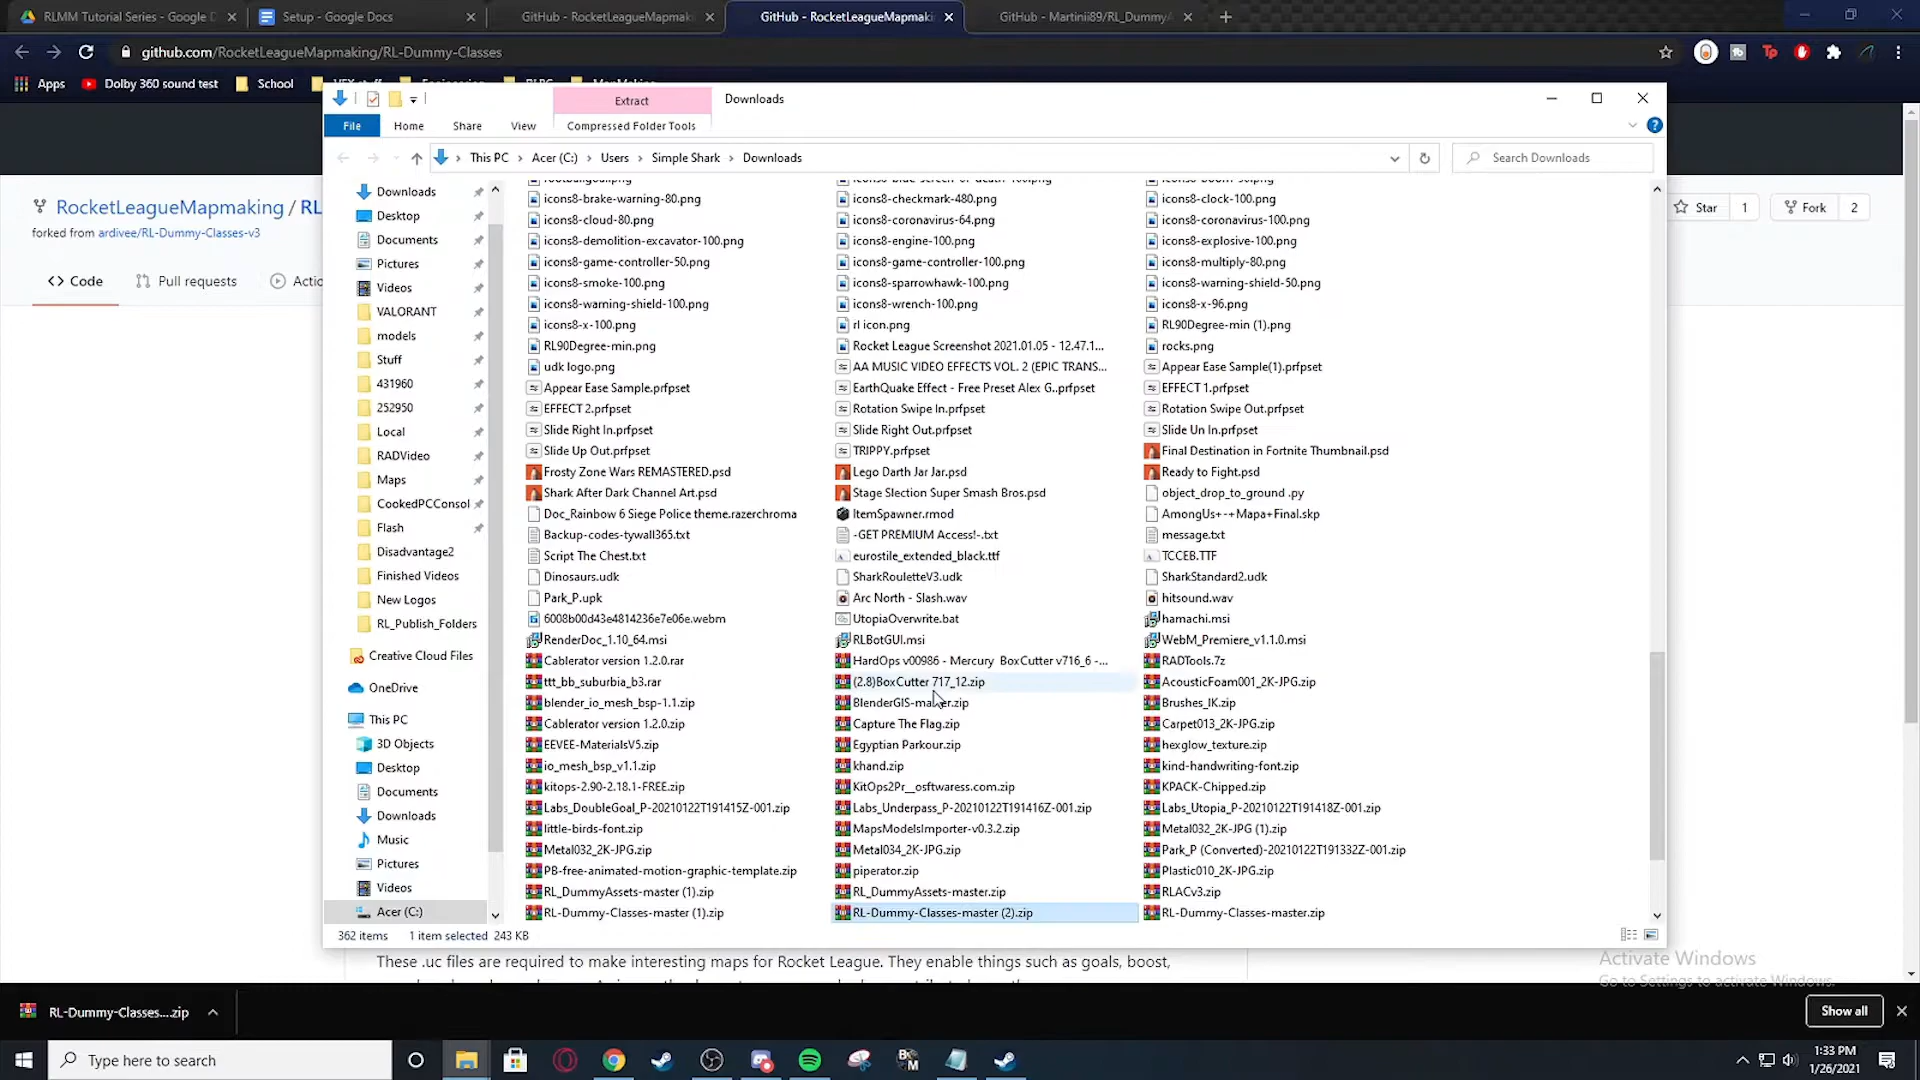 RLMM Tutorial Series - Google D
Setup - Google Docs
GitHub - RocketLeagueMapmaki
GitHub - RocketLeagueMapmaki
GitHub - Martinii89/RL_Dummy
github.com/RocketLeagueMapmaking/RL-Dummy-Classes
Apps
Dolby 360 sound test
School
RocketLeagueMapmaking / RL
forked from ardivee/RL-Dummy-Classes-v3
Code
Pull requests
Actio
Star 1
Fork 2
Extract
Downloads
File
Home
Share
View
Compressed Folder Tools
This PC > Acer (C:) > Users > Simple Shark > Downloads
Search Downloads
Downloads
Desktop
Documents
Pictures
Videos
VALORANT
models
Stuff
431960
252950
Local
RADVideo
Maps
CookedPCConsol
Flash
Disadvantage2
Finished Videos
New Logos
RL_Publish_Folders
Creative Cloud Files
OneDrive
This PC
3D Objects
Desktop
Documents
Downloads
Music
Pictures
Videos
Acer (C:)
icons8-brake-warning-80.png icons8-checkmark-480.png icons8-clock-100.png
icons8-cloud-80.png icons8-coronavirus-64.png icons8-coronavirus-100.png
icons8-demolition-excavator-100.png icons8-engine-100.png icons8-explosive-100.png
icons8-game-controller-50.png icons8-game-controller-100.png icons8-multiply-80.png
icons8-smoke-100.png icons8-sparrowhawk-100.png icons8-warning-shield-50.png
icons8-warning-shield-100.png icons8-wrench-100.png icons8-x-96.png
icons8-x-100.png rl icon.png RL90Degree-min (1).png
RL90Degree-min.png Rocket League Screenshot 2021.01.05 - 12.47.1... rocks.png
udk logo.png AA MUSIC VIDEO EFFECTS VOL. 2 (EPIC TRANS... Appear Ease Sample(1).prfpset
Appear Ease Sample.prfpset EarthQuake Effect - Free Preset Alex G..prfpset EFFECT 1.prfpset
EFFECT 2.prfpset Rotation Swipe In.prfpset Rotation Swipe Out.prfpset
Slide Right In.prfpset Slide Right Out.prfpset Slide Un In.prfpset
Slide Up Out.prfpset TRIPPY.prfpset Final Destination in Fortnite Thumbnail.psd
Frosty Zone Wars REMASTERED.psd Lego Darth Jar Jar.psd Ready to Fight.psd
Shark After Dark Channel Art.psd Stage Slection Super Smash Bros.psd object_drop_to_ground .py
Doc_Rainbow 6 Siege Police theme.razerchroma ItemSpawner.rmod AmongUs+-+Mapa+Final.skp
Backup-codes-tywall365.txt -GET PREMIUM Access!-.txt message.txt
Script The Chest.txt eurostile_extended_black.ttf TCCEB.TTF
Dinosaurs.udk SharkRouletteV3.udk SharkStandard2.udk
Park_P.upk Arc North - Slash.wav hitsound.wav
6008b00d43e4814236e7e06e.webm UtopiaOverwrite.bat hamachi.msi
RenderDoc_1.10_64.msi RLBotGUI.msi WebM_Premiere_v1.1.0.msi
Cablerator version 1.2.0.rar HardOps v00986 - Mercury BoxCutter v716_6 -... RADTools.7z
ttt_bb_suburbia_b3.rar (2.8)BoxCutter 717_12.zip AcousticFoam001_2K-JPG.zip
blender_io_mesh_bsp-1.1.zip BlenderGIS-master.zip Brushes_IK.zip
Cablerator version 1.2.0.zip Capture The Flag.zip Carpet013_2K-JPG.zip
EEVEE-MaterialsV5.zip Egyptian Parkour.zip hexglow_texture.zip
io_mesh_bsp_v1.1.zip khand.zip kind-handwriting-font.zip
kitops-2.90-2.18.1-FREE.zip KitOps2Pr__osftwaress.com.zip KPACK-Chipped.zip
Labs_DoubleGoal_P-20210122T191415Z-001.zip Labs_Underpass_P-20210122T191416Z-001.zip Labs_Utopia_P-20210122T191418Z-001.zip
little-birds-font.zip MapsModelsImporter-v0.3.2.zip Metal032_2K-JPG (1).zip
Metal032_2K-JPG.zip Metal034_2K-JPG.zip Park_P (Converted)-20210122T191332Z-001.zip
PB-free-animated-motion-graphic-template.zip piperator.zip Plastic010_2K-JPG.zip
RL_DummyAssets-master (1).zip RL_DummyAssets-master.zip RLACv3.zip
RL-Dummy-Classes-master (1).zip RL-Dummy-Classes-master (2).zip RL-Dummy-Classes-master.zip
362 items 1 item selected 243 KB
These .uc files are required to make interesting maps for Rocket League. They enable things such as goals, boost,
Activate Windows
Go to Settings to activate Windows.
RL-Dummy-Classes....zip
Show all
Type here to search
1:33 PM
1/26/2021